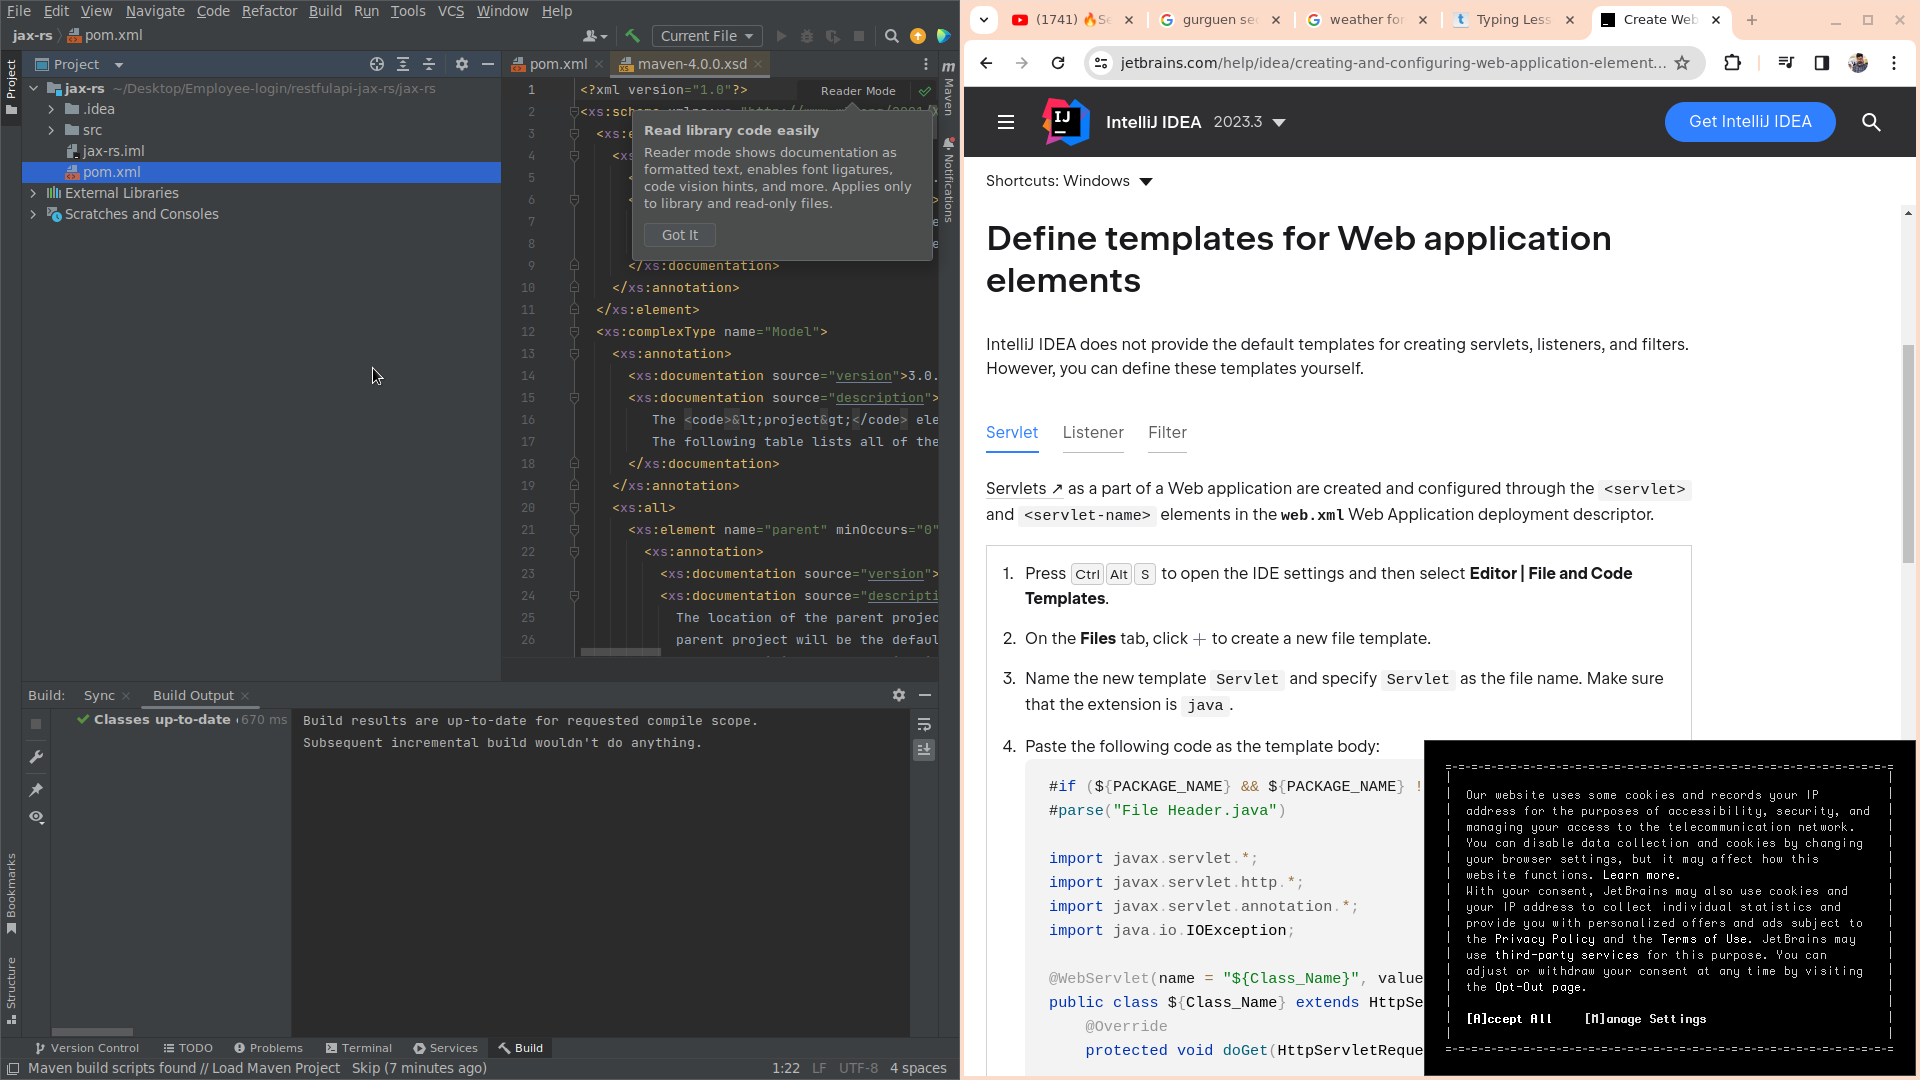 File Edit View Navigate Code Refactor Build Run Tools VCS Window Help
jax-rs pom.xml Current File
Project
Project
jax-rs ~/Desktop/Employee-login/restfulapi-jax-rs/jax-rs
.idea
src
jax-rs.iml
pom.xml
External Libraries
Scratches and Consoles
pom.xml maven-4.0.0.xsd
Reader Mode
1 <?xml version="1.0"?>
2
3
4
5
6
7
8
Read library code easily
Reader mode shows documentation as
formatted text, enables font ligatures,
code vision hints, and more. Applies only
to library and read-only files.
Got It
9 </xs:documentation>
10 </xs:annotation>
11 </xs:element>
12 <xs:complexType name="Model">
13 <xs:annotation>
14 <xs:documentation source="version">3.0.
15 <xs:documentation source="description">
16 The <code>&lt;project&gt;</code> ele
17 The following table lists all of the
18 </xs:documentation>
19 </xs:annotation>
20 <xs:all>
21 <xs:element name="parent" minOccurs="0"
22 <xs:annotation>
23 <xs:documentation source="version">
24 <xs:documentation source="descripti
25 The location of the parent projec
26 parent project will be the defaul
Maven
Notifications
Build: Sync Build Output
Classes up-to-date 670 ms
Build results are up-to-date for requested compile scope.
Subsequent incremental build wouldn't do anything.
Bookmarks
Structure
Version Control TODO Problems Terminal Services Build
Maven build scripts found // Load Maven Project Skip (7 minutes ago) 1:22 LF UTF-8 4 spaces
(1741) 🔥Se gurguen sec weather for Typing Less Create Web
jetbrains.com/help/idea/creating-and-configuring-web-application-element...
IJ IntelliJ IDEA 2023.3 Get IntelliJ IDEA
Shortcuts: Windows
Define templates for Web application
elements
IntelliJ IDEA does not provide the default templates for creating servlets, listeners, and filters.
However, you can define these templates yourself.
Servlet Listener Filter
Servlets ↗ as a part of a Web application are created and configured through the <servlet>
and <servlet-name> elements in the web.xml Web Application deployment descriptor.
1. Press Ctrl Alt S to open the IDE settings and then select Editor | File and Code
Templates.
2. On the Files tab, click + to create a new file template.
3. Name the new template Servlet and specify Servlet as the file name. Make sure
that the extension is java.
4. Paste the following code as the template body:
#if (${PACKAGE_NAME} && ${PACKAGE_NAME} !
#parse("File Header.java")
import javax.servlet.*;
import javax.servlet.http.*;
import javax.servlet.annotation.*;
import java.io.IOException;
@WebServlet(name = "${Class_Name}", value
public class ${Class_Name} extends HttpSe
@Override
protected void doGet(HttpServletReque
Our website uses some cookies and records your IP
address for the purposes of accessibility, security, and
managing your access to the telecommunication network.
You can disable data collection and cookies by changing
your browser settings, but it may affect how this
website functions. Learn more.
With your consent, JetBrains may also use cookies and
your IP address to collect individual statistics and
provide you with personalized offers and ads subject to
the Privacy Policy and the Terms of Use. JetBrains may
use third-party services for this purpose. You can
adjust or withdraw your consent at any time by visiting
the Opt-Out page.
[A]ccept All [M]anage Settings